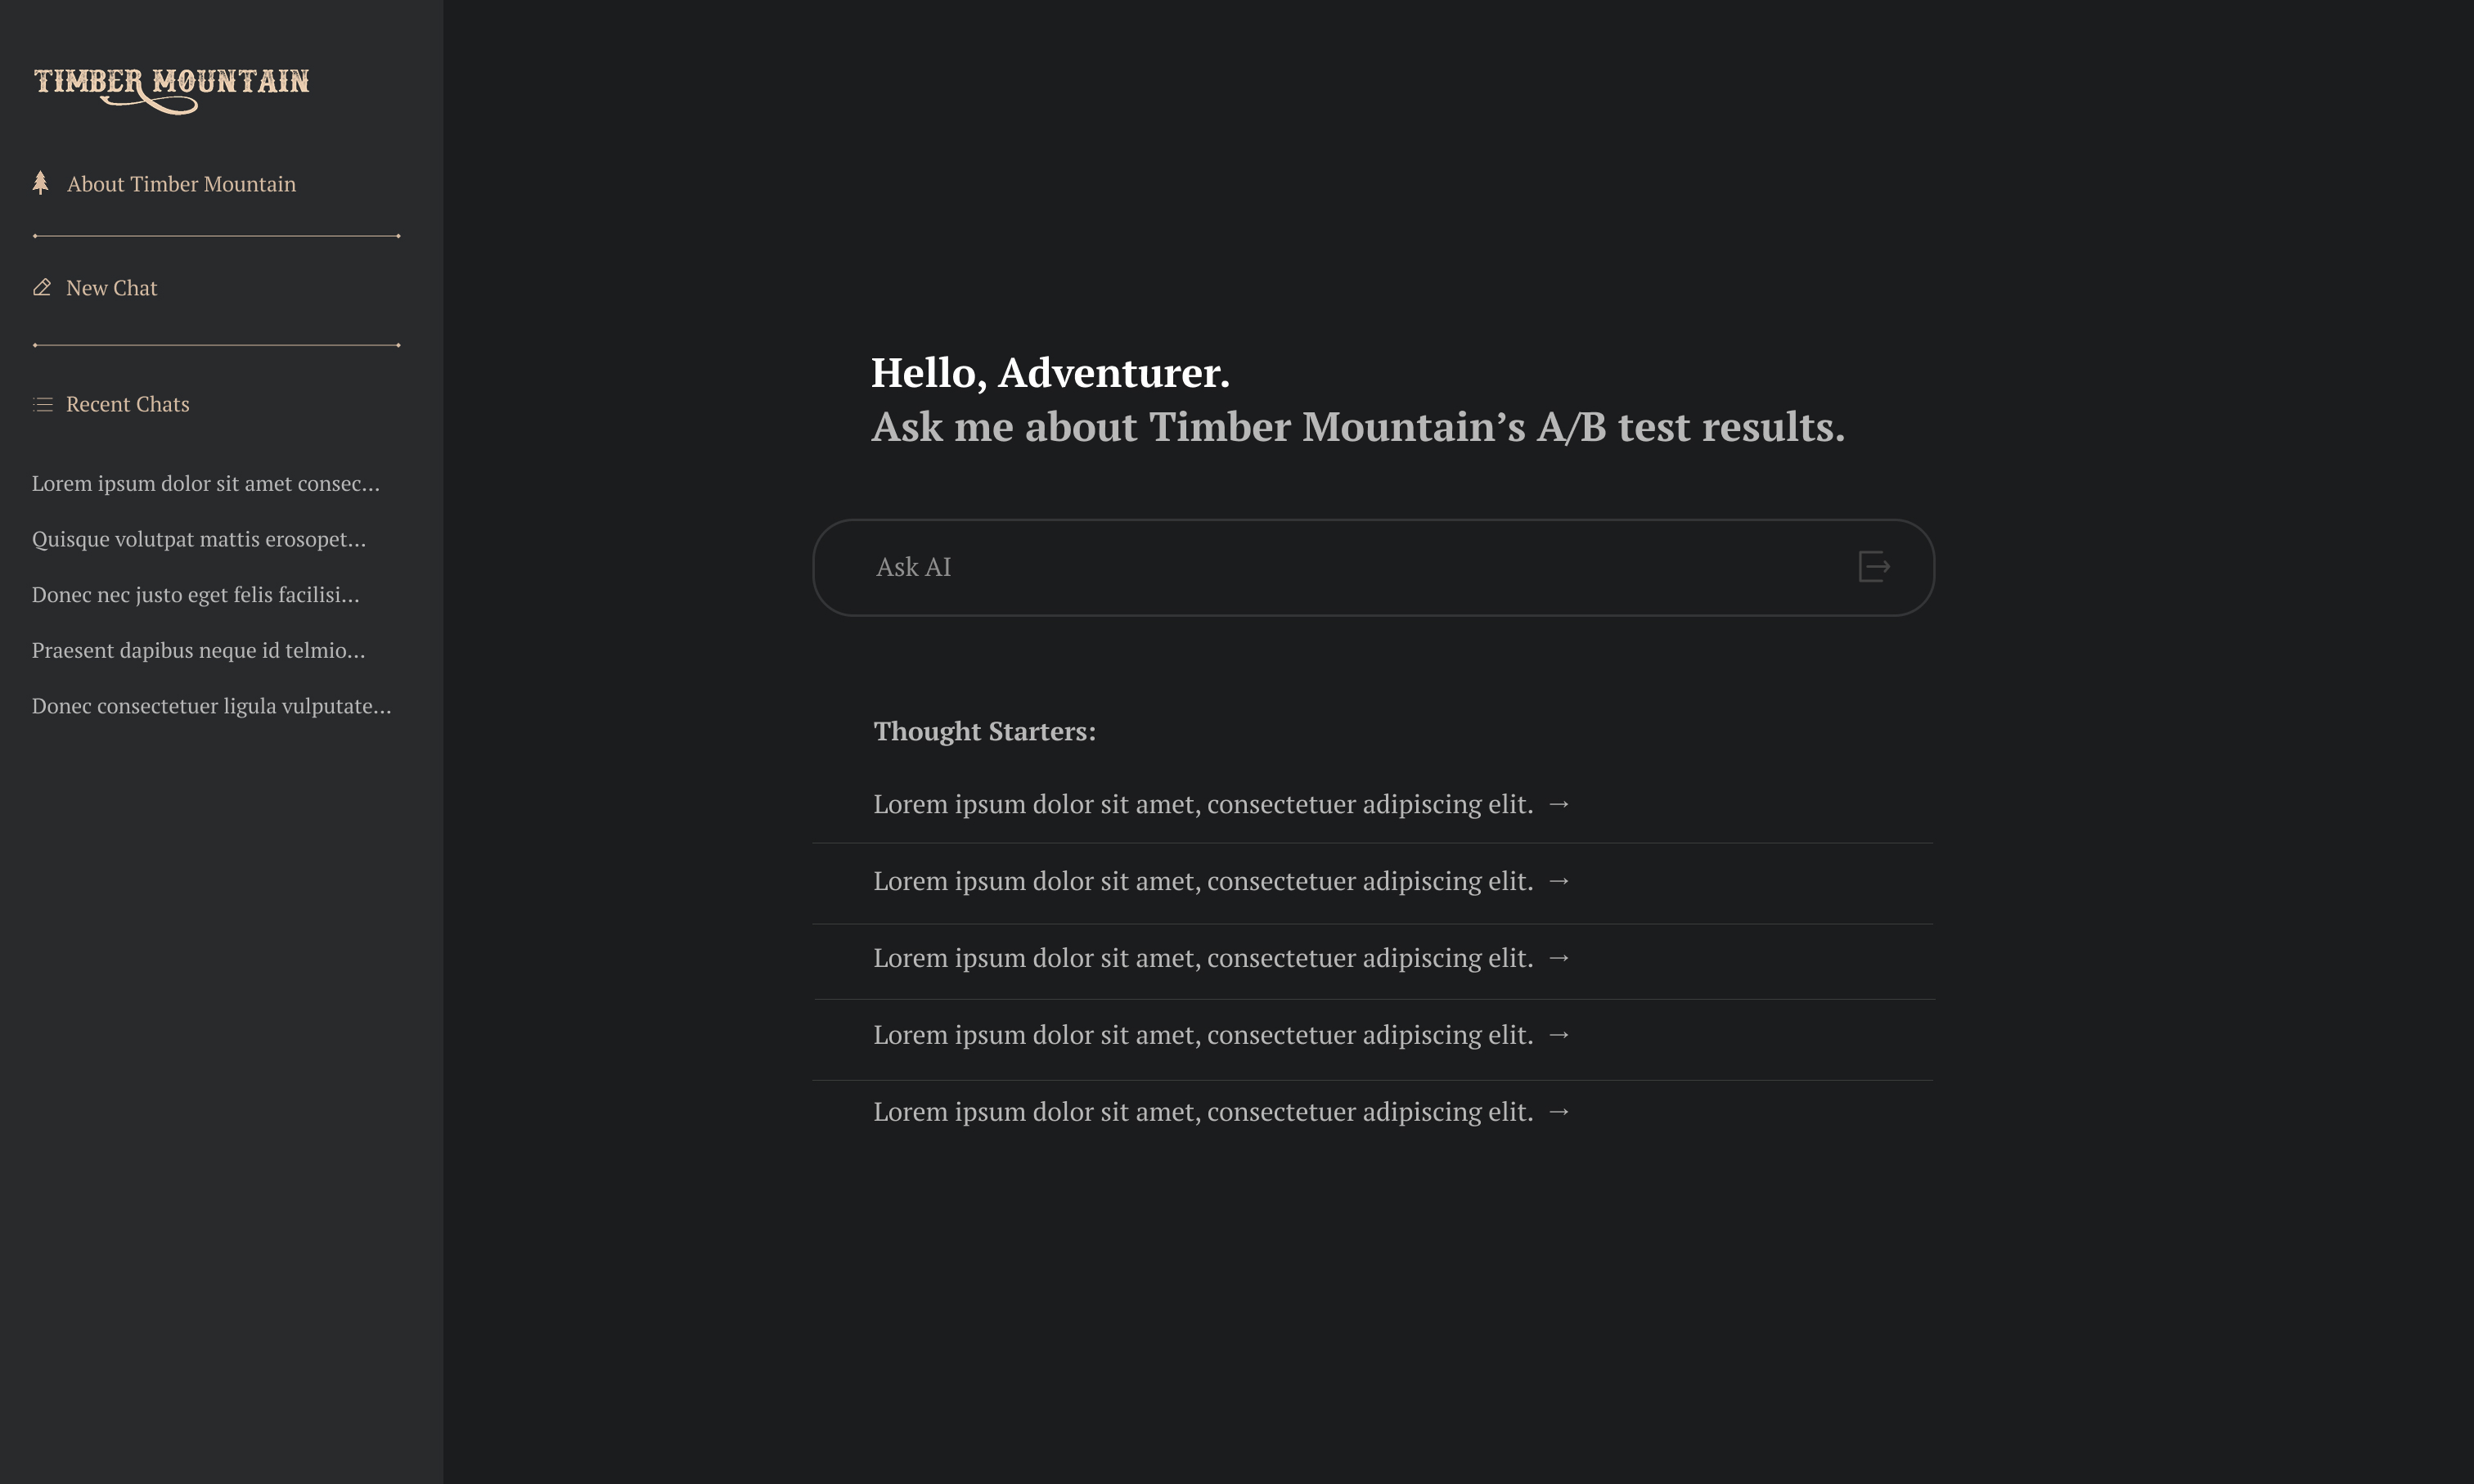 TIMBER MOUNTAIN
About Timber Mountain
New Chat
Recent Chats
Lorem ipsum dolor sit amet consec...
Quisque volutpat mattis erosopet...
Donec nec justo eget felis facilisi...
Praesent dapibus neque id telmio...
Donec consectetuer ligula vulputate...
Hello, Adventurer.
Ask me about Timber Mountain’s A/B test results.
Ask AI
Thought Starters:
Lorem ipsum dolor sit amet, consectetuer adipiscing elit. →
Lorem ipsum dolor sit amet, consectetuer adipiscing elit. →
Lorem ipsum dolor sit amet, consectetuer adipiscing elit. →
Lorem ipsum dolor sit amet, consectetuer adipiscing elit. →
Lorem ipsum dolor sit amet, consectetuer adipiscing elit. →